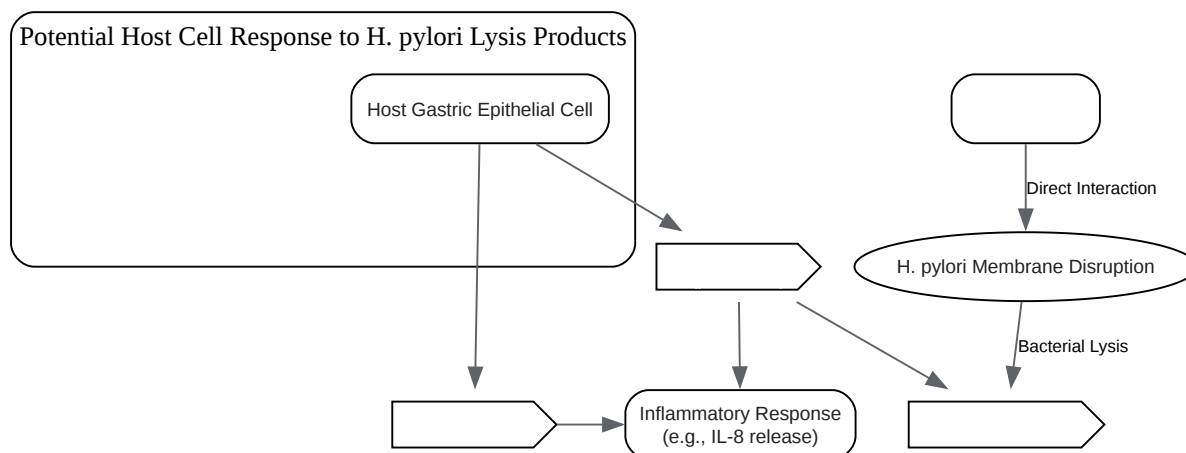 Potential Host Cell Response to H. pylori Lysis Products
Host Gastric Epithelial Cell
Direct Interaction
H. pylori Membrane Disruption
Bacterial Lysis
Inflammatory Response
(e.g., IL-8 release)